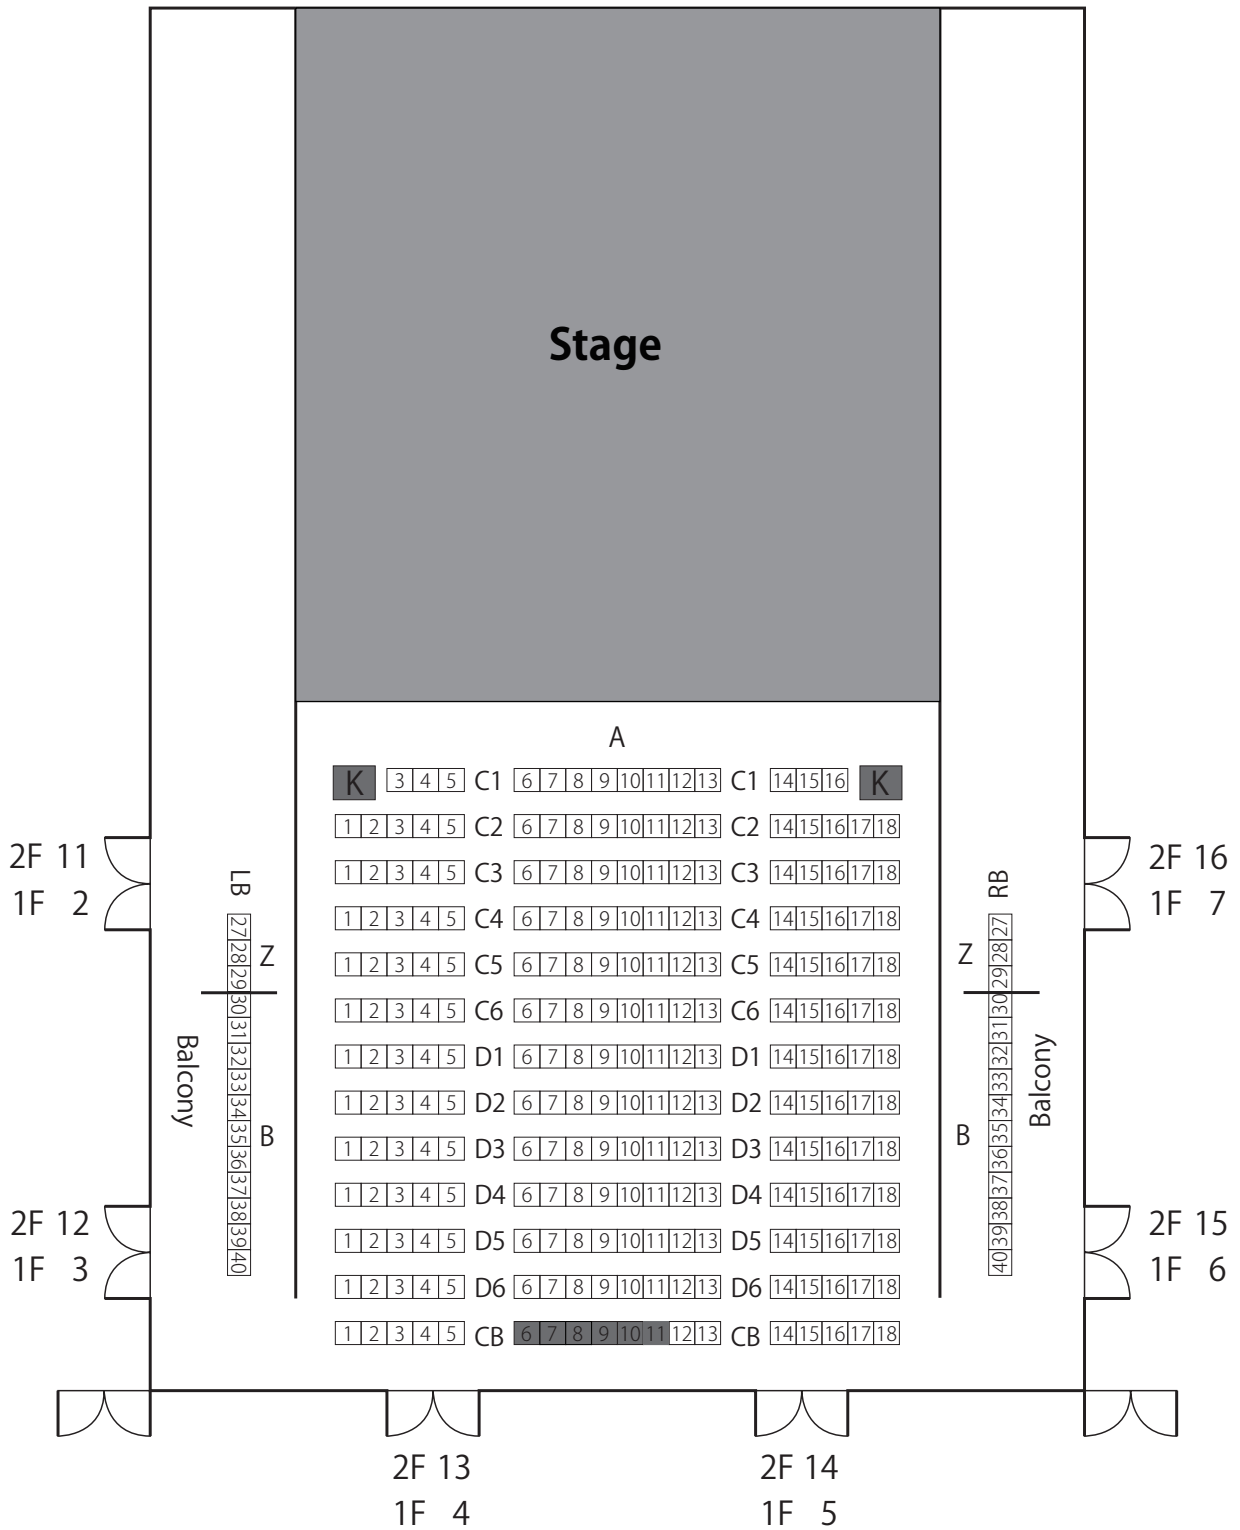 Stage
A
K 3 4 5 C1 6 7 8 9 10 11 12 13 C1 14 15 16 K
1 2 3 4 5 C2 6 7 8 9 10 11 12 13 C2 14 15 16 17 18
1 2 3 4 5 C3 6 7 8 9 10 11 12 13 C3 14 15 16 17 18
1 2 3 4 5 C4 6 7 8 9 10 11 12 13 C4 14 15 16 17 18
1 2 3 4 5 C5 6 7 8 9 10 11 12 13 C5 14 15 16 17 18
1 2 3 4 5 C6 6 7 8 9 10 11 12 13 C6 14 15 16 17 18
1 2 3 4 5 D1 6 7 8 9 10 11 12 13 D1 14 15 16 17 18
1 2 3 4 5 D2 6 7 8 9 10 11 12 13 D2 14 15 16 17 18
1 2 3 4 5 D3 6 7 8 9 10 11 12 13 D3 14 15 16 17 18
1 2 3 4 5 D4 6 7 8 9 10 11 12 13 D4 14 15 16 17 18
1 2 3 4 5 D5 6 7 8 9 10 11 12 13 D5 14 15 16 17 18
1 2 3 4 5 D6 6 7 8 9 10 11 12 13 D6 14 15 16 17 18
1 2 3 4 5 CB 6 7 8 9 10 11 12 13 CB 14 15 16 17 18
2F 11
1F 2
2F 12
1F 3
LB 27 28 29 30 31 32 33 34 35 36 37 38 39 40
Z
B
Balcony
RB 27 28 29 30 31 32 33 34 35 36 37 38 39 40
Z
B
Balcony
2F 16
1F 7
2F 15
1F 6
2F 13
1F 4
2F 14
1F 5